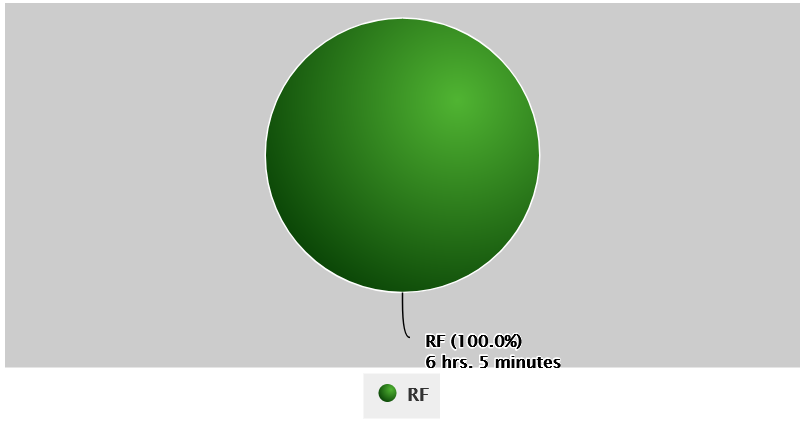 RF (100.0%)
6 hrs. 5 minutes
RF